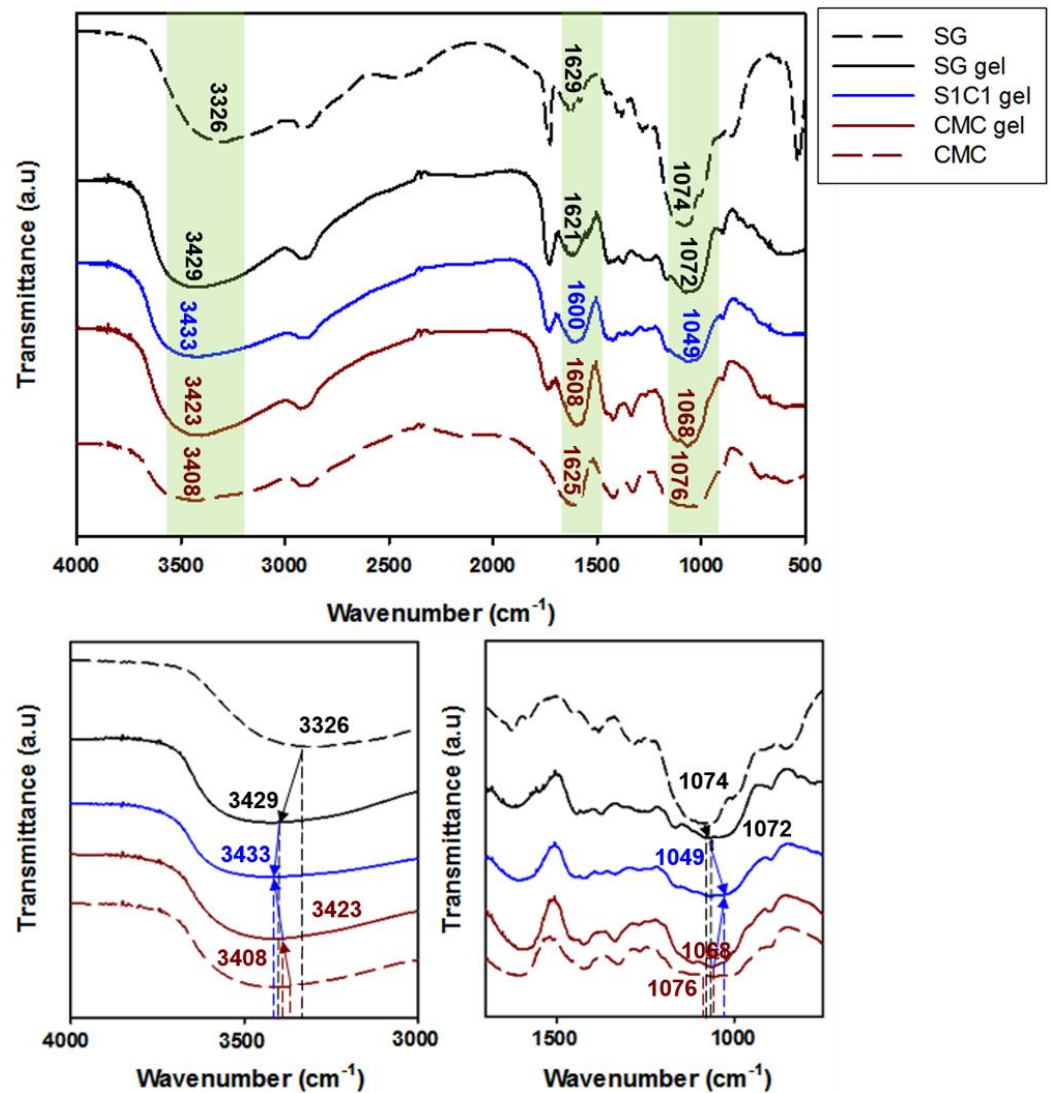 SG
SG gel
S1C1 gel
CMC gel
CMC
Transmittance (a.u)
3326
1629
1074
3429
1621
1072
3433
1600
1049
3423
1608
1068
3408
1625
1076
4000 3500 3000 2500 2000 1500 1000 500
Wavenumber (cm⁻¹)
Transmittance (a.u)
3326
3429
3433
3423
3408
4000 3500 3000
Wavenumber (cm⁻¹)
Transmittance (a.u)
1074
1072
1049
1068
1076
1500 1000
Wavenumber (cm⁻¹)